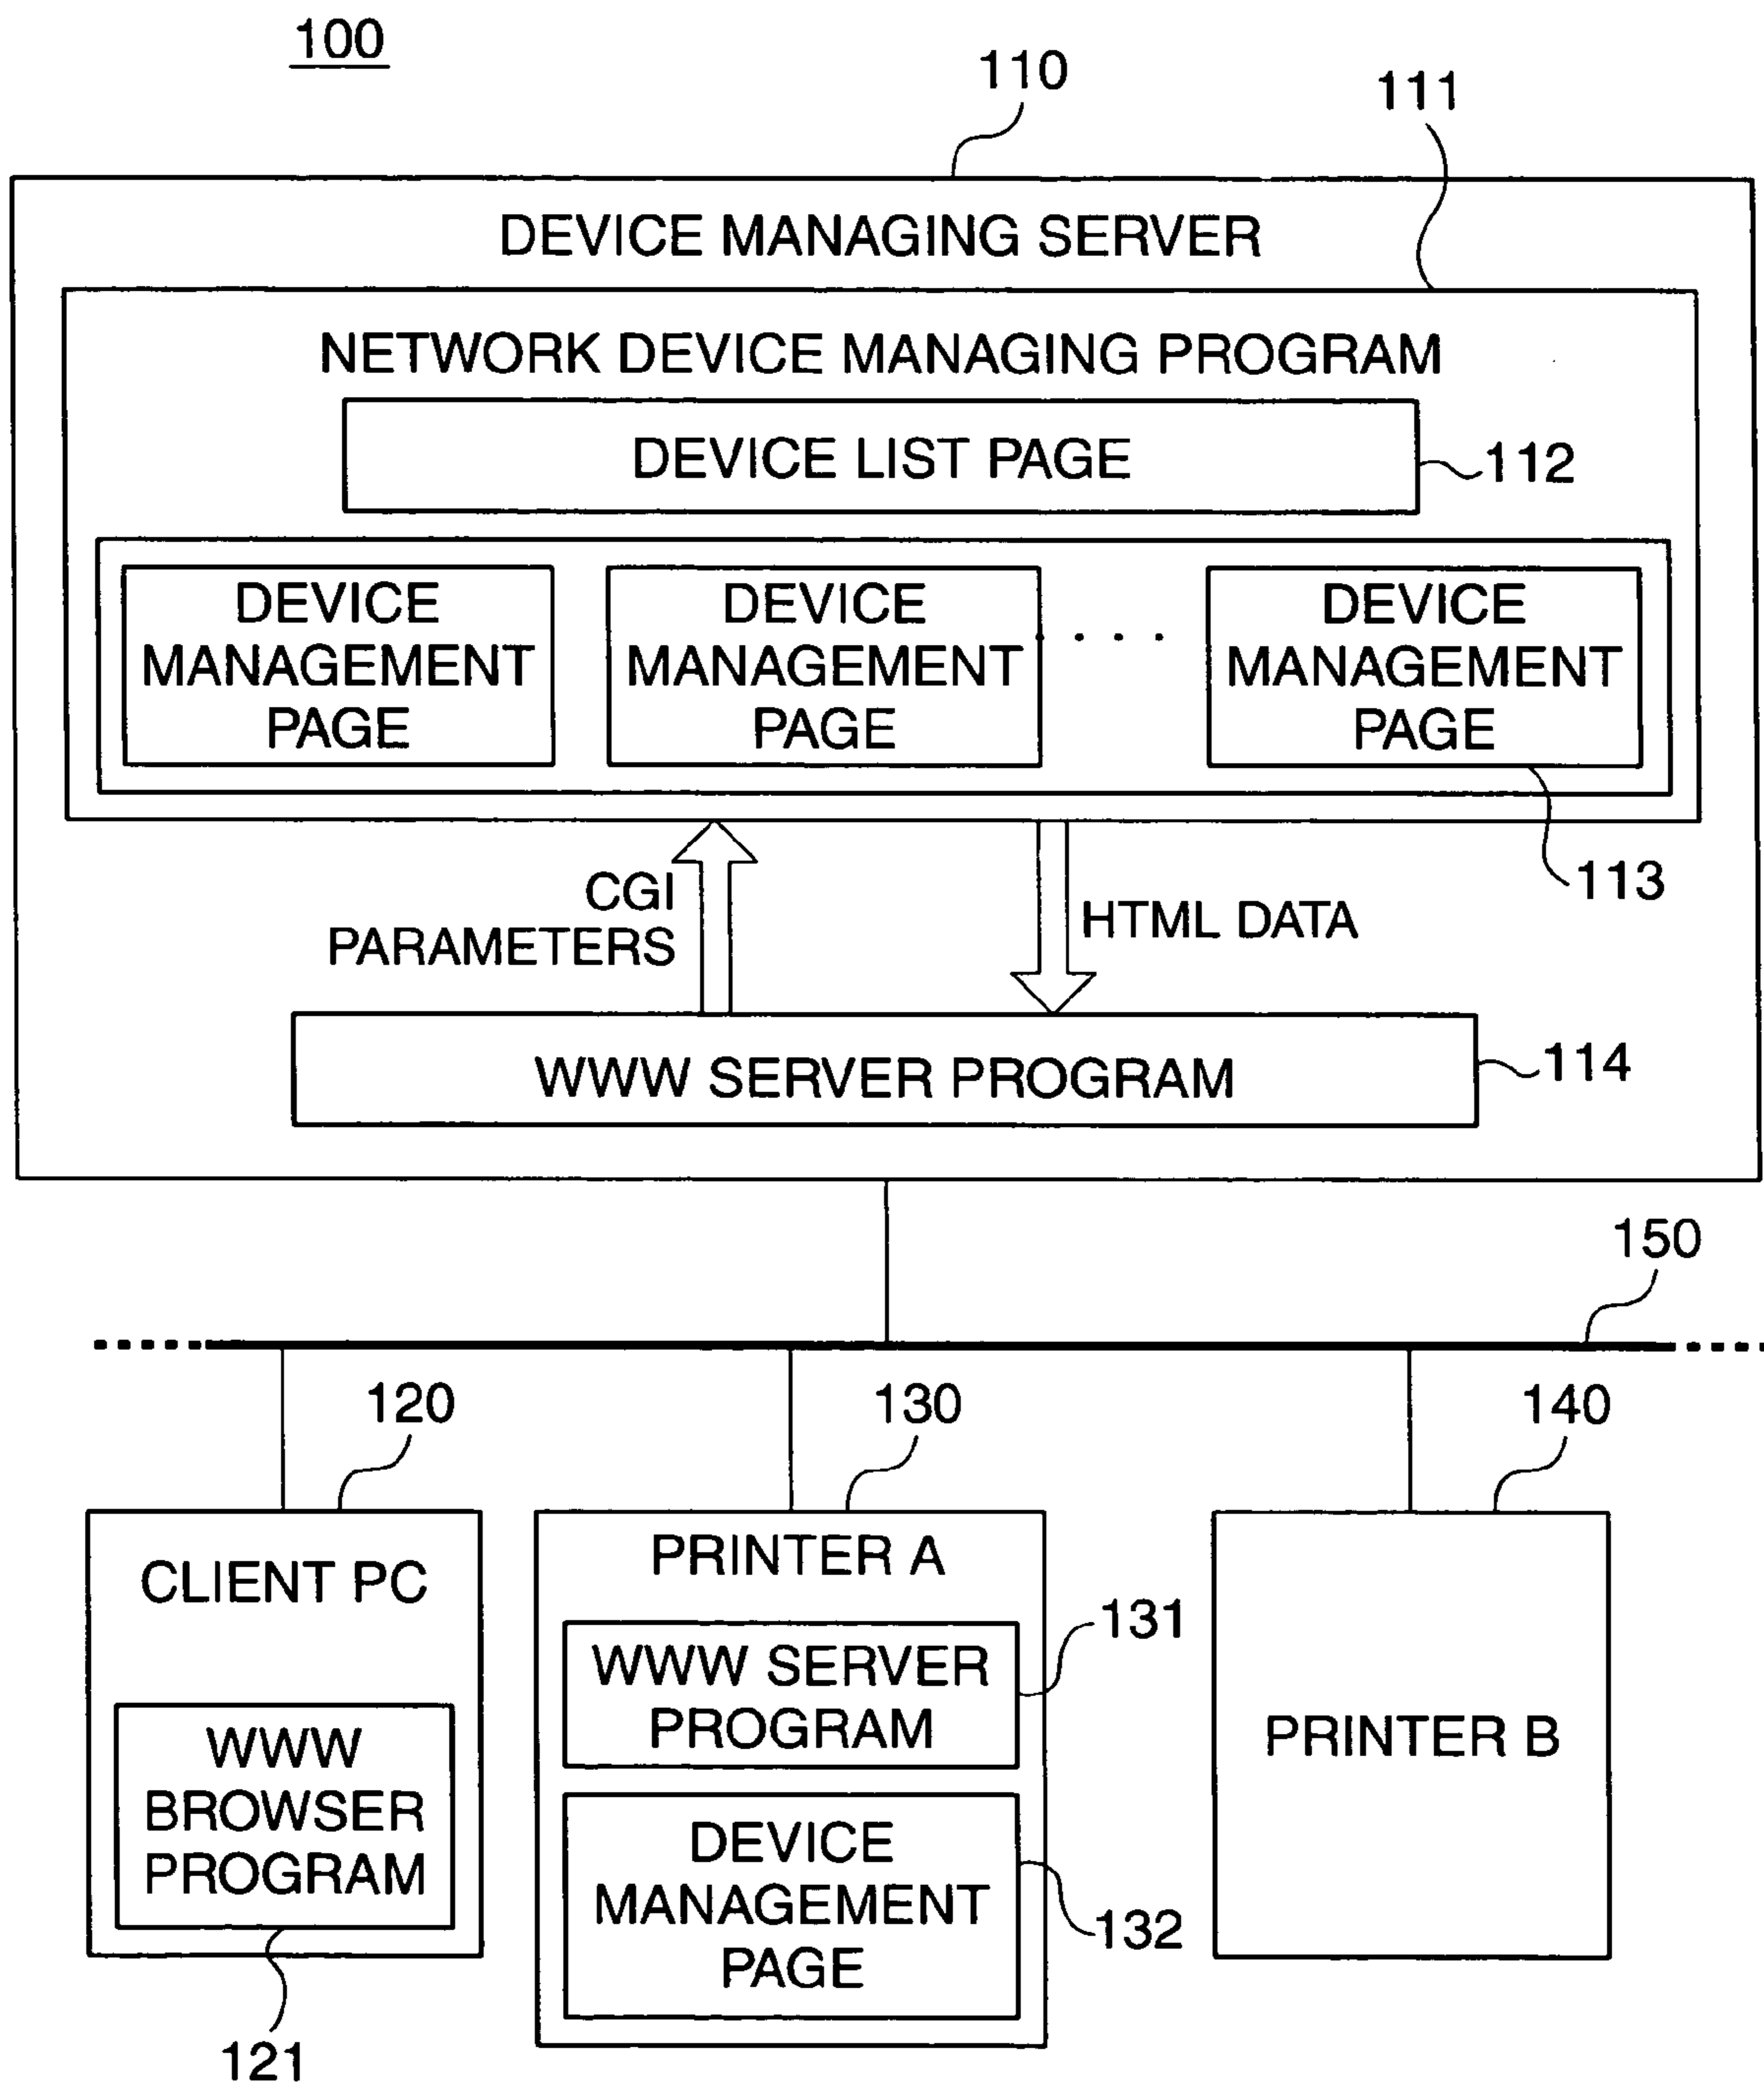 100
110
111
DEVICE MANAGING SERVER
NETWORK DEVICE MANAGING PROGRAM
DEVICE LIST PAGE
112
DEVICE
MANAGEMENT
PAGE
DEVICE
MANAGEMENT
PAGE
. . . .
DEVICE
MANAGEMENT
PAGE
113
CGI
PARAMETERS
HTML DATA
WWW SERVER PROGRAM
114
150
120
130
140
CLIENT PC
WWW
BROWSER
PROGRAM
121
PRINTER A
WWW SERVER
PROGRAM
131
DEVICE
MANAGEMENT
PAGE
132
PRINTER B